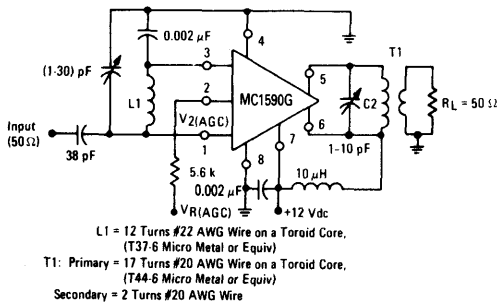 0.002 μF
3
4
(1-30) pF
T1
5
L1
2
MC1590G
C2
RL = 50 Ω
Input
(50 Ω)
V2(AGC)
6
1
7
1-10 pF
38 pF
8
5.6 k
10 μH
0.002 μF
VR(AGC)
+12 Vdc
L1 = 12 Turns #22 AWG Wire on a Toroid Core,
(T37-6 Micro Metal or Equiv)
T1: Primary = 17 Turns #20 AWG Wire on a Toroid Core,
(T44-6 Micro Metal or Equiv)
Secondary = 2 Turns #20 AWG Wire